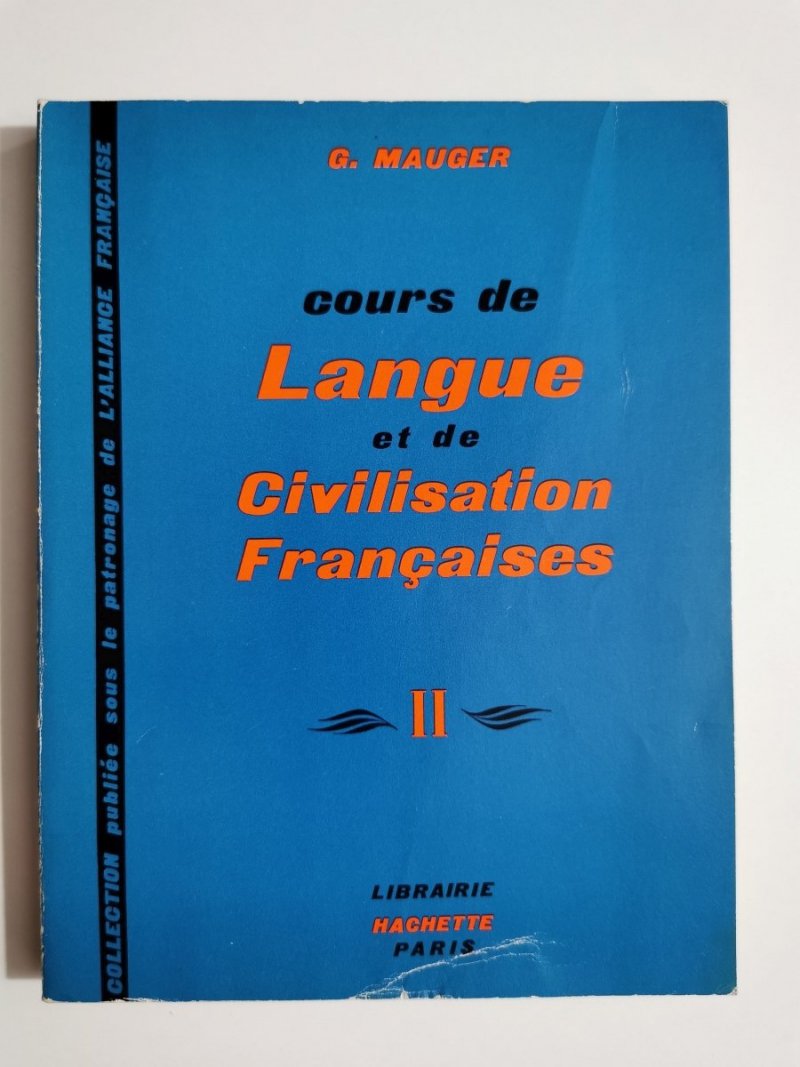 G. MAUGER
cours de
Langue
et de
Civilisation
Françaises
II
LIBRAIRIE
HACHETTE
PARIS
COLLECTION publiée sous le patronage de L'ALLIANCE FRANÇAISE